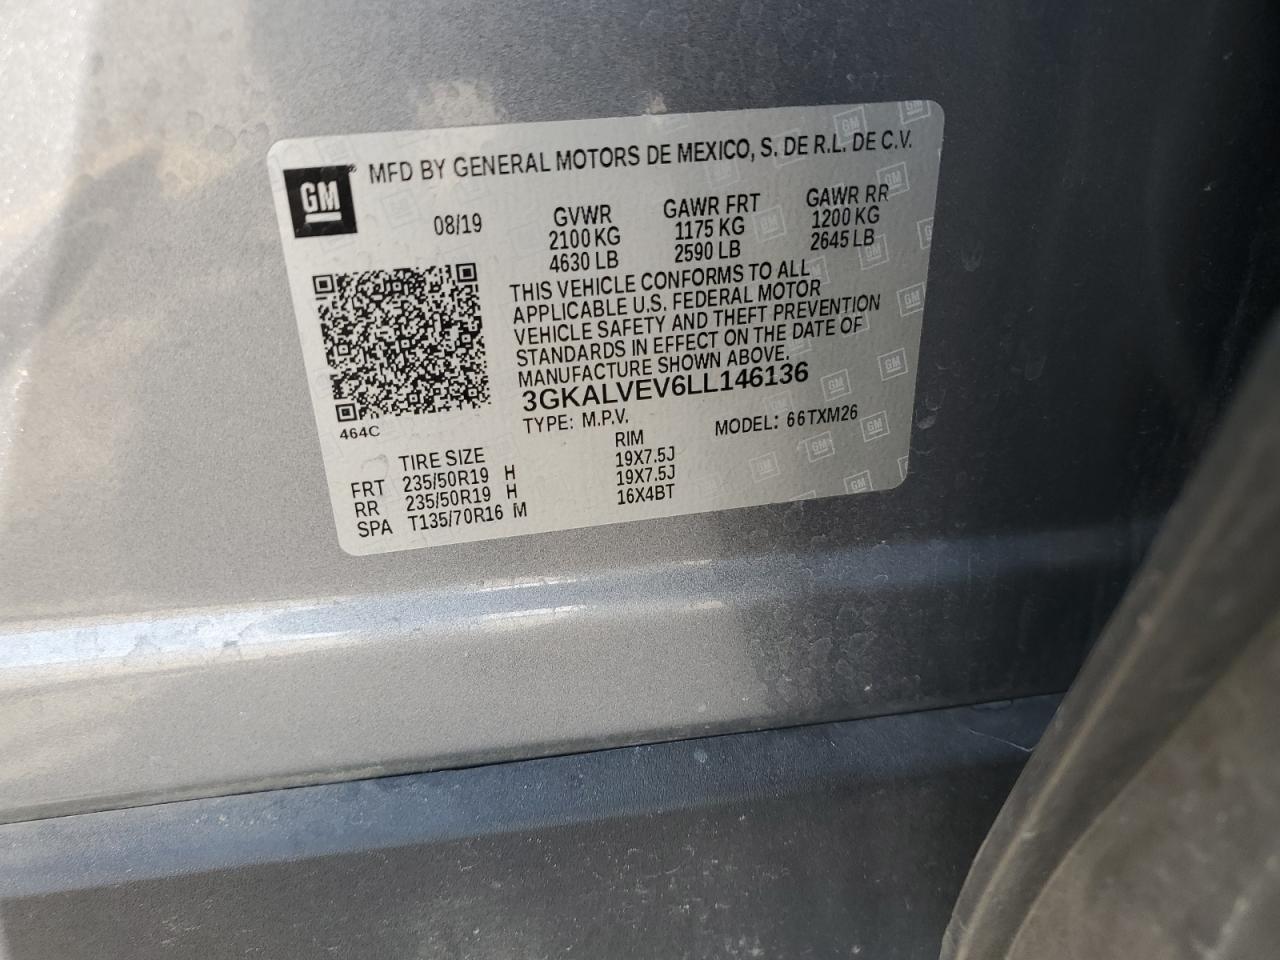 GM
MFD BY GENERAL MOTORS DE MEXICO, S. DE R.L. DE C.V.
08/19
GVWR GAWR FRT GAWR RR
2100 KG 1175 KG 1200 KG
4630 LB 2590 LB 2645 LB
THIS VEHICLE CONFORMS TO ALL
APPLICABLE U.S. FEDERAL MOTOR
VEHICLE SAFETY AND THEFT PREVENTION
STANDARDS IN EFFECT ON THE DATE OF
MANUFACTURE SHOWN ABOVE.
3GKALVEV6LL146136
TYPE: M.P.V. MODEL: 66TXM26
464C
TIRE SIZE RIM
FRT 235/50R19 H 19X7.5J
RR 235/50R19 H 19X7.5J
SPA T135/70R16 M 16X4BT